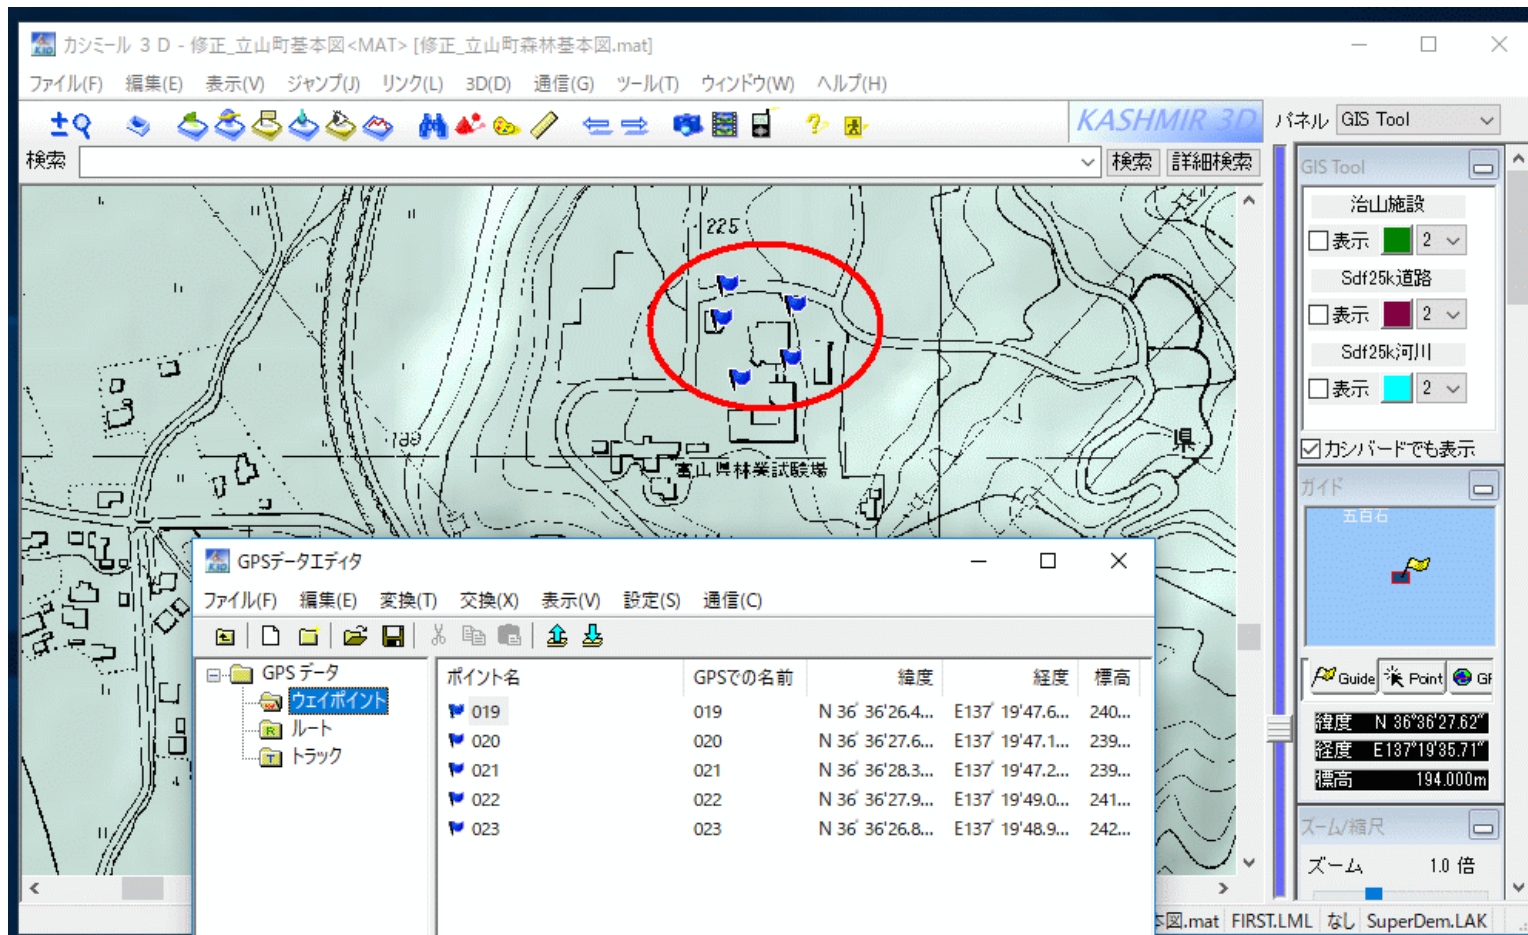 カシミール 3D - 修正_立山町基本図<MAT> [修正_立山町森林基本図.mat]
ファイル(F) 編集(E) 表示(V) ジャンプ(J) リンク(L) 3D(D) 通信(G) ツール(T) ウィンドウ(W) ヘルプ(H)
KASHMIR 3D
パネル GIS Tool
検索 検索 詳細検索
GIS Tool
治山施設
表示 2
Sdf25k道路
表示 2
Sdf25k河川
表示 2
カシバードでも表示
225
199
県
富山県林業試験場
ガイド
五百石
Guide Point
緯度 N 36°36'27.62"
経度 E137°19'35.71"
標高 194.000m
ズーム/縮尺
ズーム 1.0 倍
GPSデータエディタ
ファイル(F) 編集(E) 変換(T) 交換(X) 表示(V) 設定(S) 通信(C)
GPS データ
ウェイポイント
ルート
トラック
ポイント名 GPSでの名前 緯度 経度 標高
019 019 N 36ﾟ36'26.4... E137ﾟ19'47.6... 240...
020 020 N 36ﾟ36'27.6... E137ﾟ19'47.1... 239...
021 021 N 36ﾟ36'28.3... E137ﾟ19'47.2... 239...
022 022 N 36ﾟ36'27.9... E137ﾟ19'49.0... 241...
023 023 N 36ﾟ36'26.8... E137ﾟ19'48.9... 242...
本図.mat FIRST.LML なし SuperDem.LAK